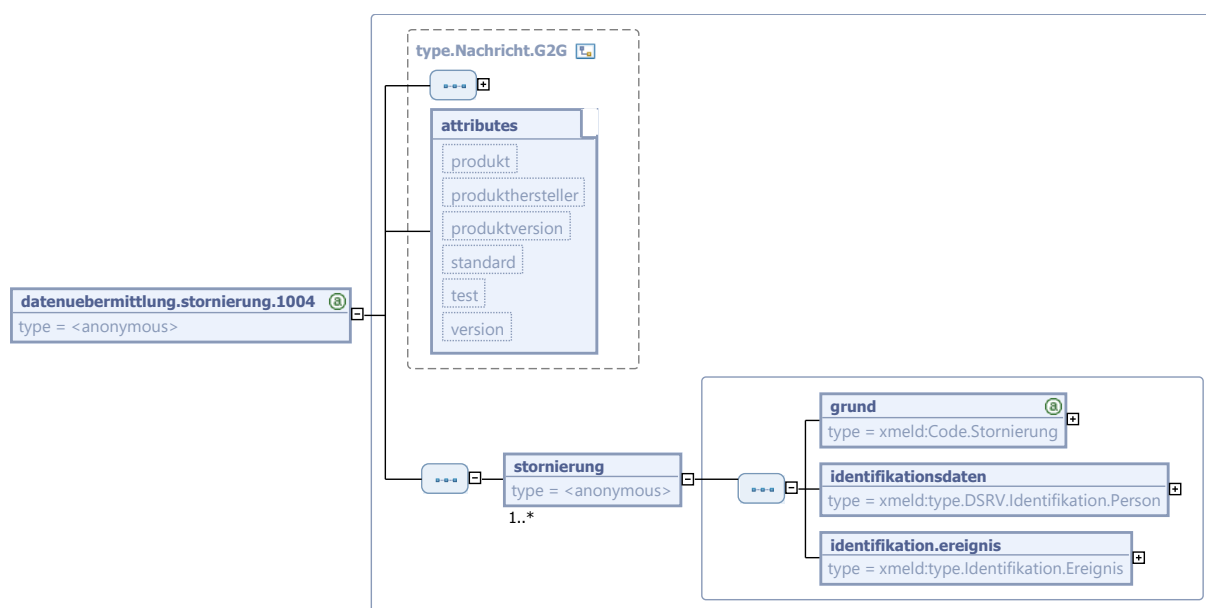 type.Nachricht.G2G
attributes
produkt
produkthersteller
produktversion
standard
test
version
datenuebermittlung.stornierung.1004 a
type = <anonymous>
stornierung
type = <anonymous>
1..*
grund a
type = xmeld:Code.Stornierung
identifikationsdaten
type = xmeld:type.DSRV.Identifikation.Person
identifikation.ereignis
type = xmeld:type.Identifikation.Ereignis